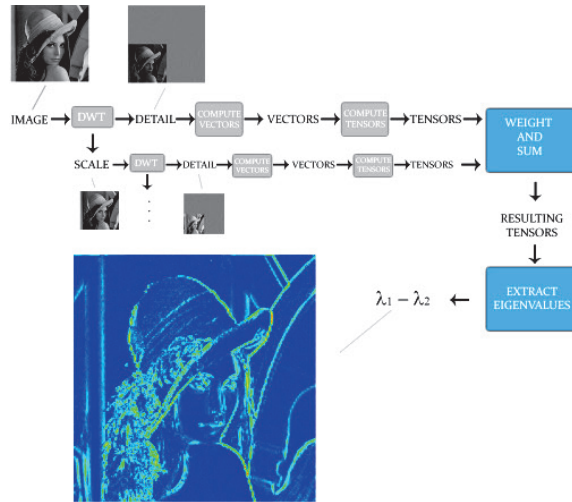 IMAGE DWT DETAIL COMPUTE VECTORS VECTORS COMPUTE TENSORS TENSORS WEIGHT AND SUM
SCALE DWT DETAIL COMPUTE VECTORS VECTORS COMPUTE TENSORS TENSORS
RESULTING
TENSORS
EXTRACT
EIGENVALUES
λ1 − λ2